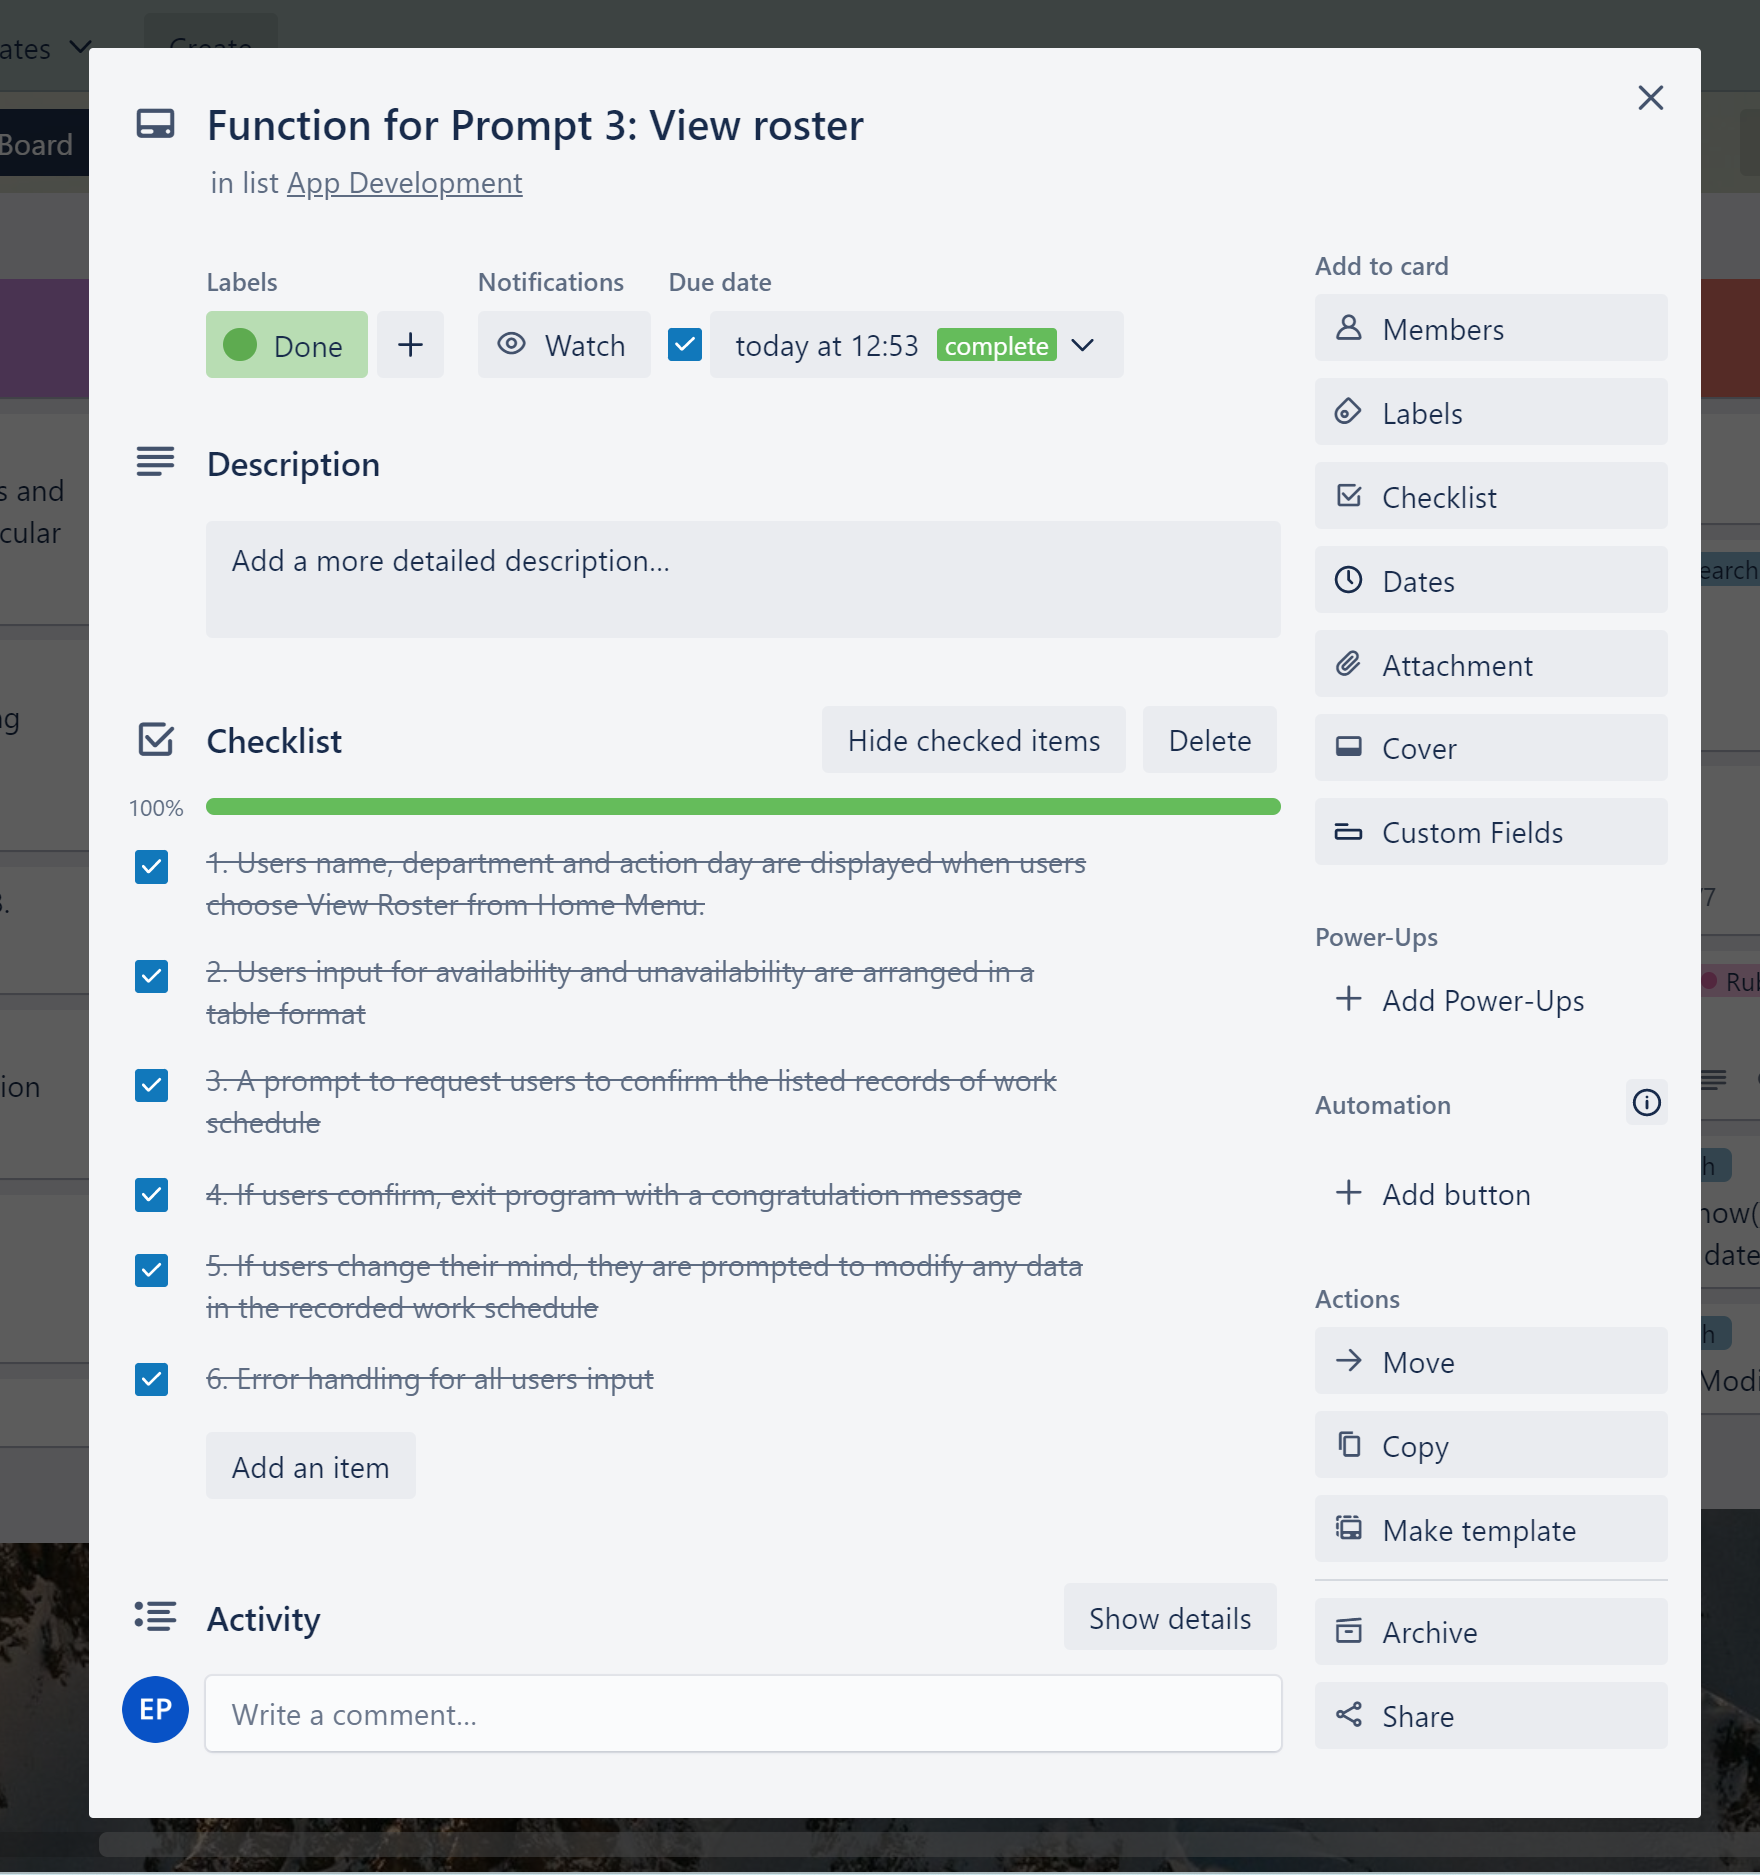 ates
Create
Board
Function for Prompt 3: View roster
in list App Development
Labels
Notifications
Due date
Done
Watch
today at 12:53 complete
Description
Add a more detailed description...
Checklist
Hide checked items
Delete
100%
1. Users name, department and action day are displayed when users
choose View Roster from Home Menu.
2. Users input for availability and unavailability are arranged in a
table format
3. A prompt to request users to confirm the listed records of work
schedule
4. If users confirm, exit program with a congratulation message
5. If users change their mind, they are prompted to modify any data
in the recorded work schedule
6. Error handling for all users input
Add an item
Activity
Show details
EP
Write a comment...
Add to card
Members
Labels
Checklist
Dates
Attachment
Cover
Custom Fields
Power-Ups
Add Power-Ups
Automation
Add button
Actions
Move
Copy
Make template
Archive
Share
s and
cular
ion
earch
Rub
date